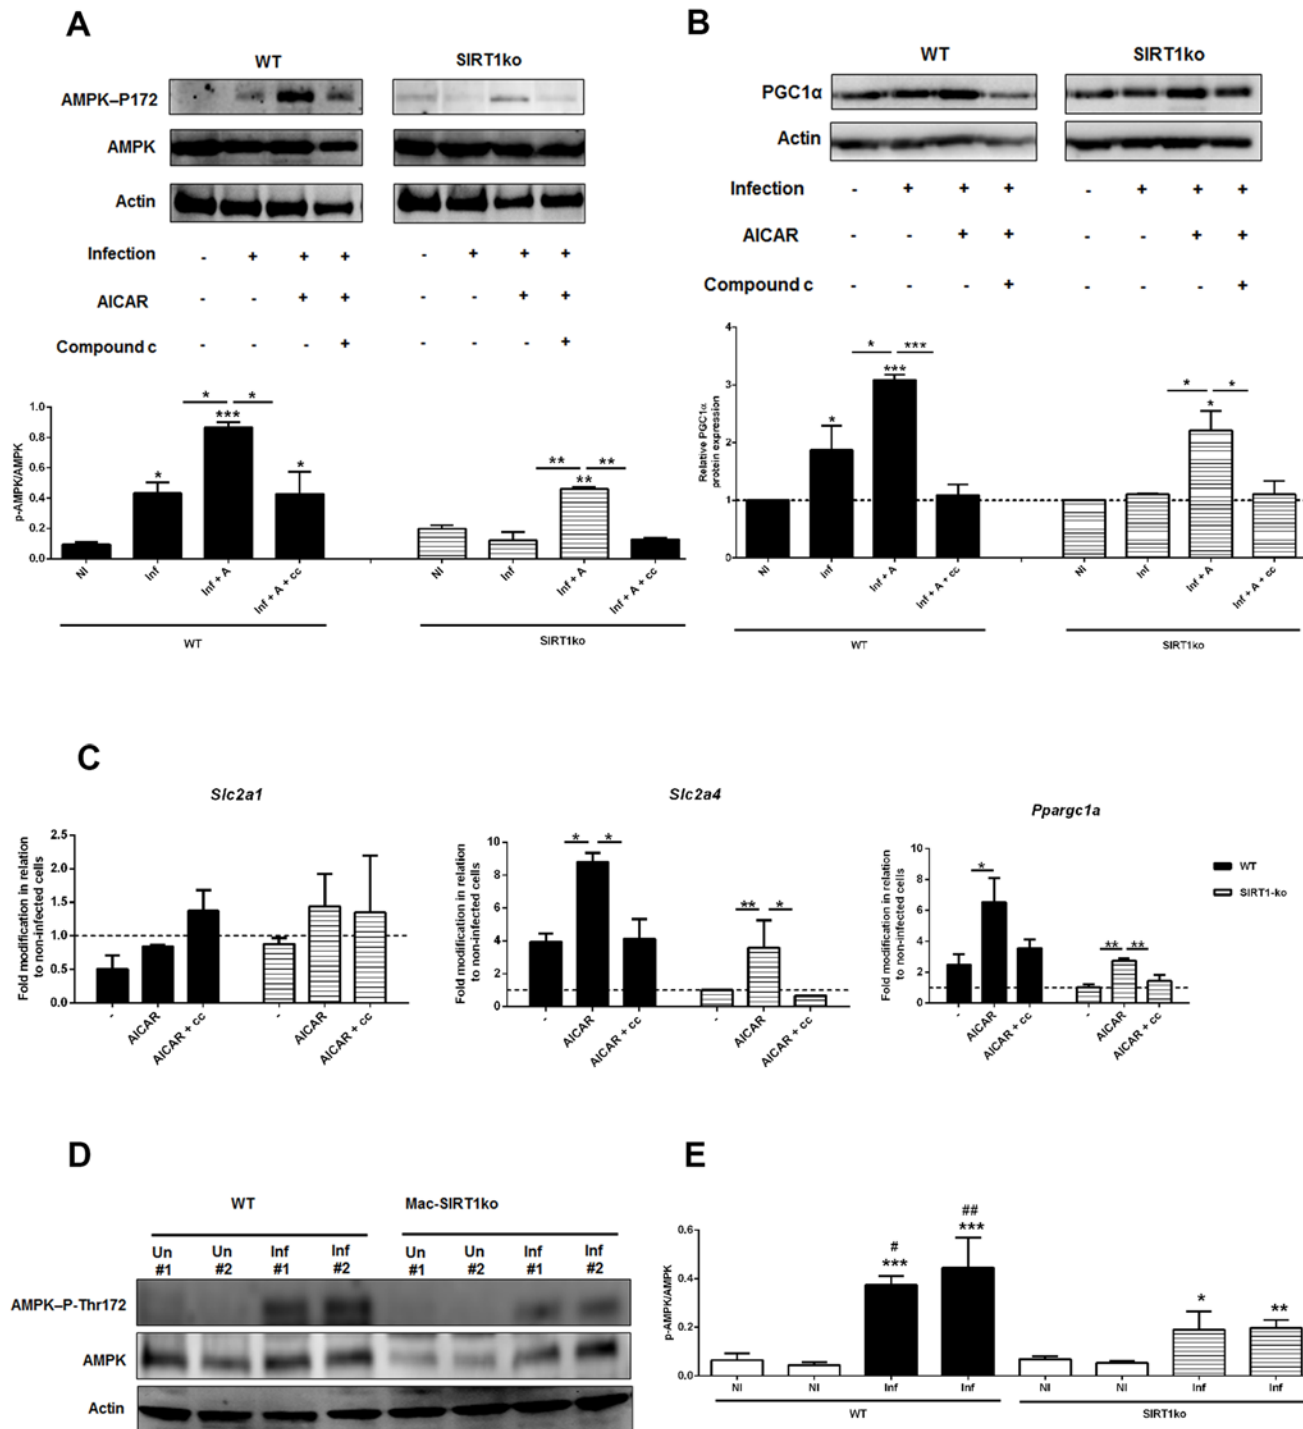 A
WT SIRT1ko
AMPK–P172
AMPK
Actin
Infection - + + + - + + +
AICAR - - + + - - + +
Compound c - - - + - - - +
1.0
0.8
0.6
0.4
0.2
0.0
p-AMPK/AMPK
* *
***
* *
** **
**
NI Inf Inf + A Inf + A + cc NI Inf Inf + A Inf + A + cc
WT SIRT1ko
B
WT SIRT1ko
PGC1α
Actin
Infection - + + + - + + +
AICAR - - + + - - + +
Compound c - - - + - - - +
4
3
2
1
0
Relative PGC1α
protein expression
* ***
***
*
* *
*
NI Inf Inf + A Inf + A + cc NI Inf Inf + A Inf + A + cc
WT SIRT1ko
C
Slc2a1
Fold modification in relation
to non-infected cells
2.5
2.0
1.5
1.0
0.5
0.0
- AICAR AICAR + cc - AICAR AICAR + cc
Slc2a4
Fold modification in relation
to non-infected cells
10
8
6
4
2
0
* *
** *
- AICAR AICAR + cc - AICAR AICAR + cc
Ppargc1a
Fold modification in relation
to non-infected cells
10
8
6
4
2
0
*
** **
- AICAR AICAR + cc - AICAR AICAR + cc
WT
SIRT1-ko
D
WT Mac-SIRT1ko
Un Un Inf Inf Un Un Inf Inf
#1 #2 #1 #2 #1 #2 #1 #2
AMPK–P-Thr172
AMPK
Actin
E
0.6
0.4
0.2
0.0
p-AMPK/AMPK
# ##
*** ***
* **
NI NI Inf Inf NI NI Inf Inf
WT SIRT1ko